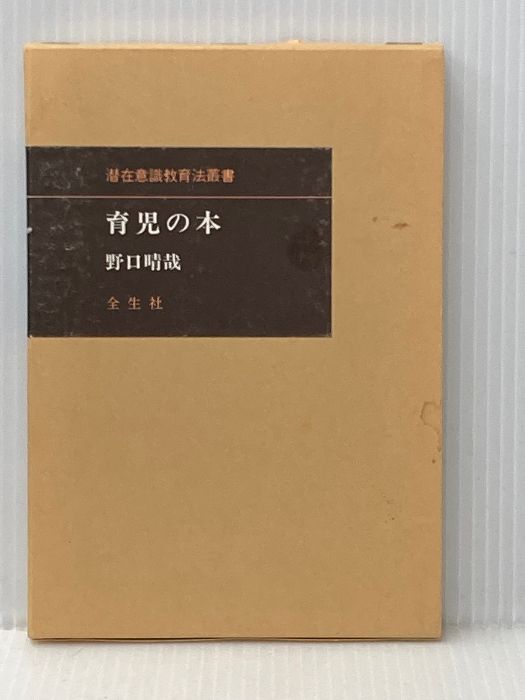 潜在意識教育法叢書
育児の本
野口晴哉
全生社